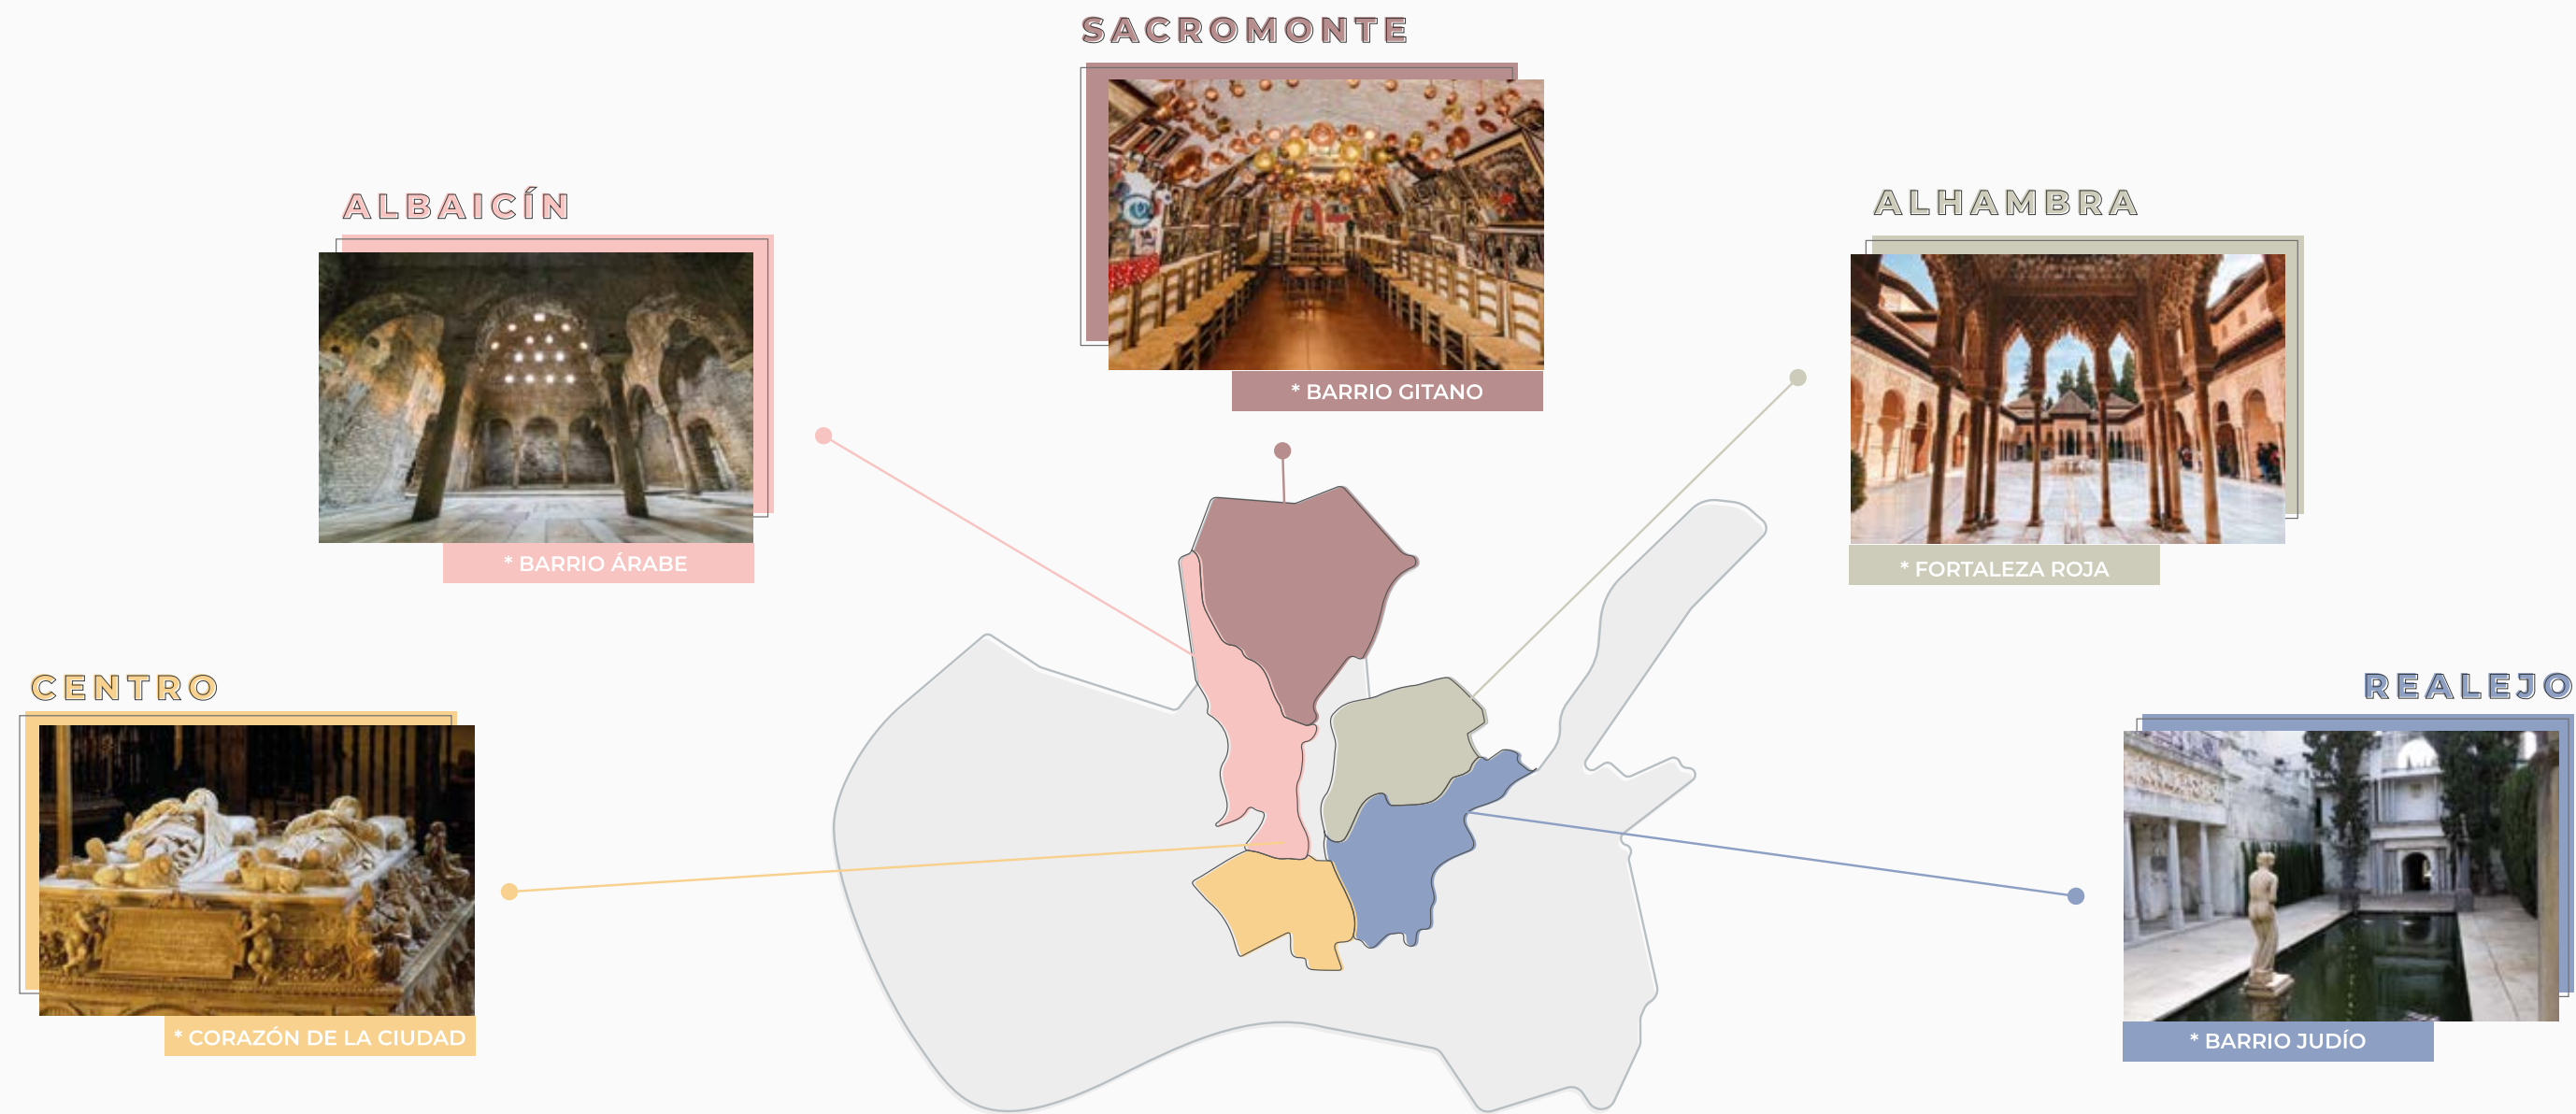 SACROMONTE
* BARRIO GITANO
ALBAICÍN
* BARRIO ÁRABE
ALHAMBRA
* FORTALEZA ROJA
CENTRO
* CORAZÓN DE LA CIUDAD
REALEJO
* BARRIO JUDÍO